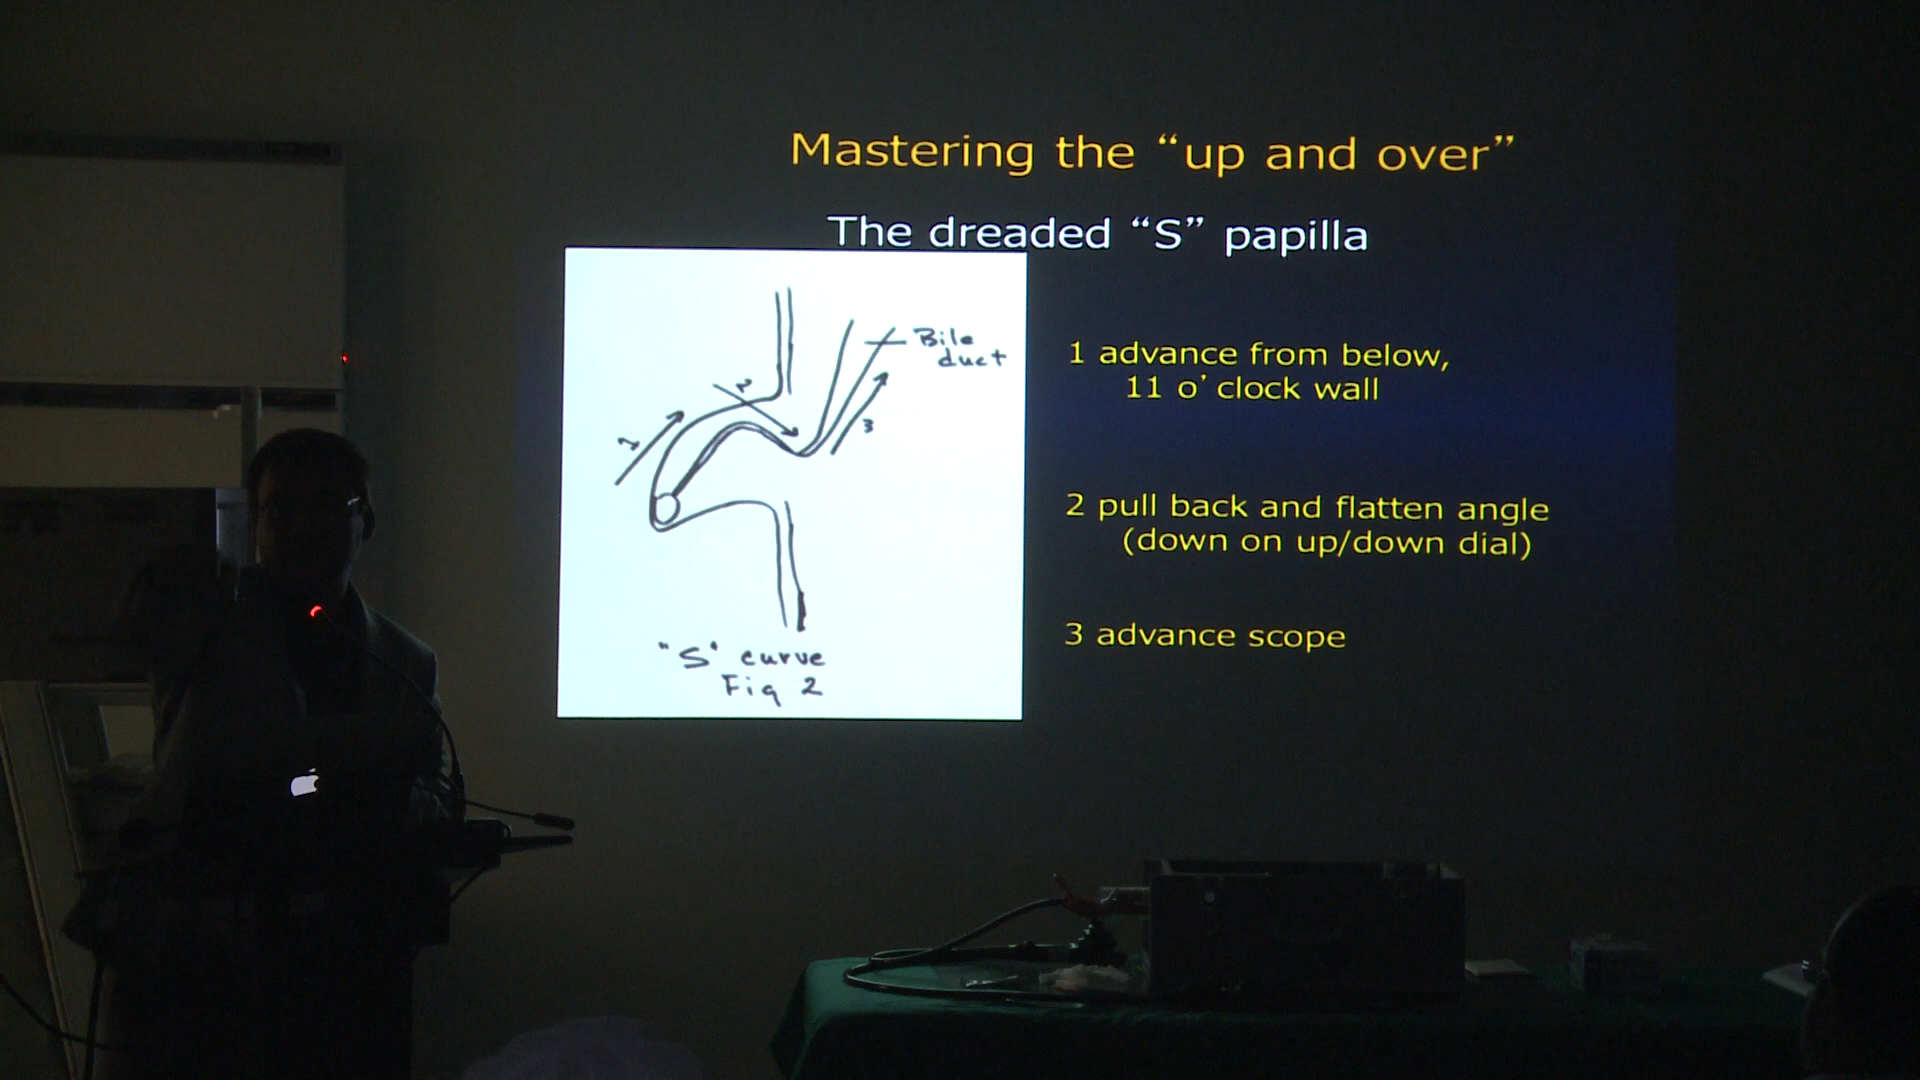 Mastering the “up and over”
The dreaded “S” papilla
Bile
duct
1
2
3
"S" curve
Fig 2
1 advance from below,
11 o’ clock wall
2 pull back and flatten angle
(down on up/down dial)
3 advance scope